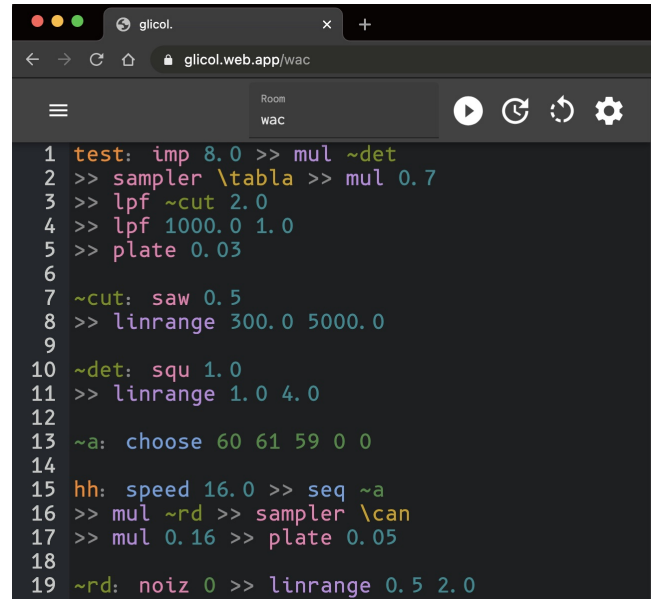 glicol.
glicol.web.app/wac
Room
wac
1 test: imp 8.0 >> mul ~det
2 >> sampler \tabla >> mul 0.7
3 >> lpf ~cut 2.0
4 >> lpf 1000.0 1.0
5 >> plate 0.03
6
7 ~cut: saw 0.5
8 >> linrange 300.0 5000.0
9
10 ~det: squ 1.0
11 >> linrange 1.0 4.0
12
13 ~a: choose 60 61 59 0 0
14
15 hh: speed 16.0 >> seq ~a
16 >> mul ~rd >> sampler \can
17 >> mul 0.16 >> plate 0.05
18
19 ~rd: noiz 0 >> linrange 0.5 2.0